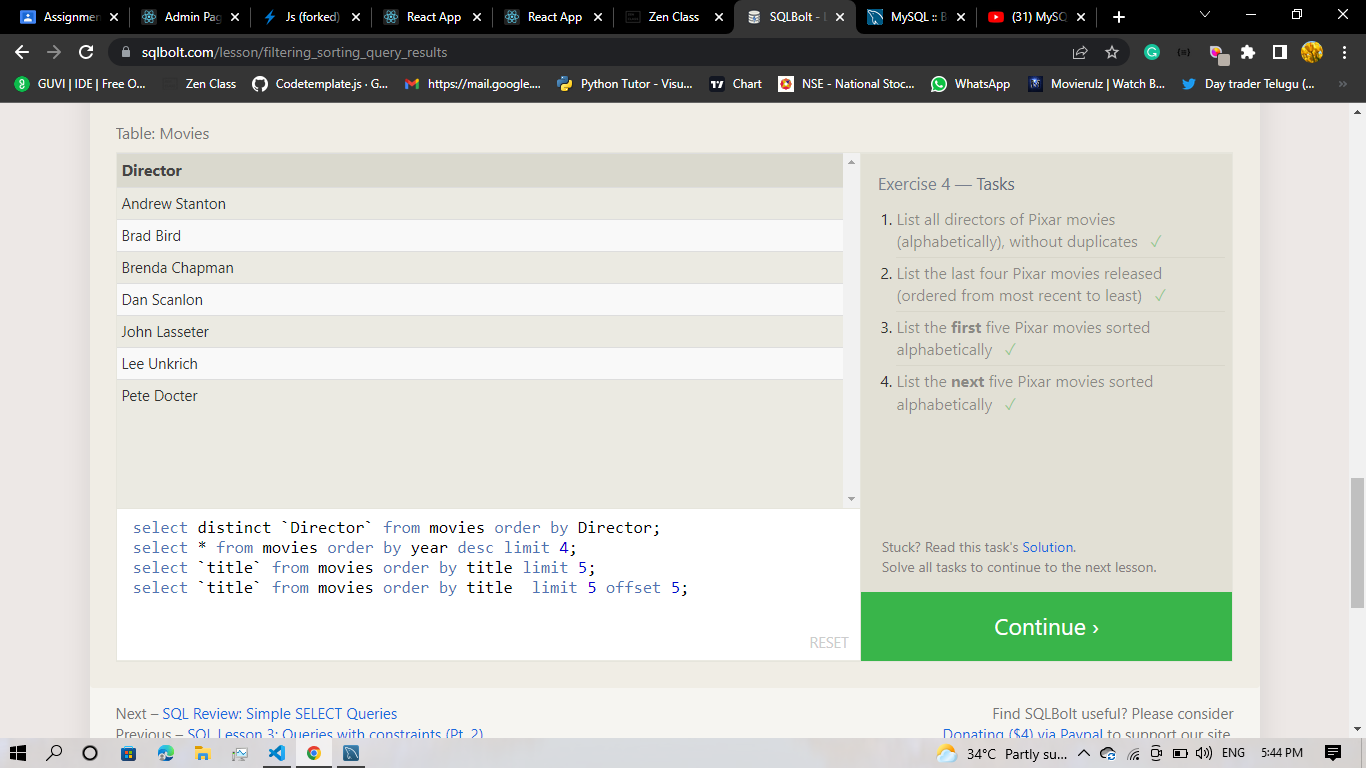 Assignmen
Admin Pag
Js (forked)
React App
React App
Zen Class
SQLBolt - 
MySQL :: B
(31) MySQ
sqlbolt.com/lesson/filtering_sorting_query_results
GUVI | IDE | Free O...
Zen Class
Codetemplate.js · G...
https://mail.google....
Python Tutor - Visu...
Chart
NSE - National Stoc...
WhatsApp
Movierulz | Watch B...
Day trader Telugu (...
»
Table: Movies
Director
Andrew Stanton
Brad Bird
Brenda Chapman
Dan Scanlon
John Lasseter
Lee Unkrich
Pete Docter
select distinct `Director` from movies order by Director;
select * from movies order by year desc limit 4;
select `title` from movies order by title limit 5;
select `title` from movies order by title  limit 5 offset 5;
RESET
Exercise 4 — Tasks
1. List all directors of Pixar movies
(alphabetically), without duplicates ✓
2. List the last four Pixar movies released
(ordered from most recent to least) ✓
3. List the first five Pixar movies sorted
alphabetically ✓
4. List the next five Pixar movies sorted
alphabetically ✓
Stuck? Read this task's Solution.
Solve all tasks to continue to the next lesson.
Continue ›
Next – SQL Review: Simple SELECT Queries
Previous – SQL Lesson 3: Queries with constraints (Pt. 2)
Find SQLBolt useful? Please consider
Donating ($4) via Paypal to support our site.
34°C Partly su...
ENG
5:44 PM